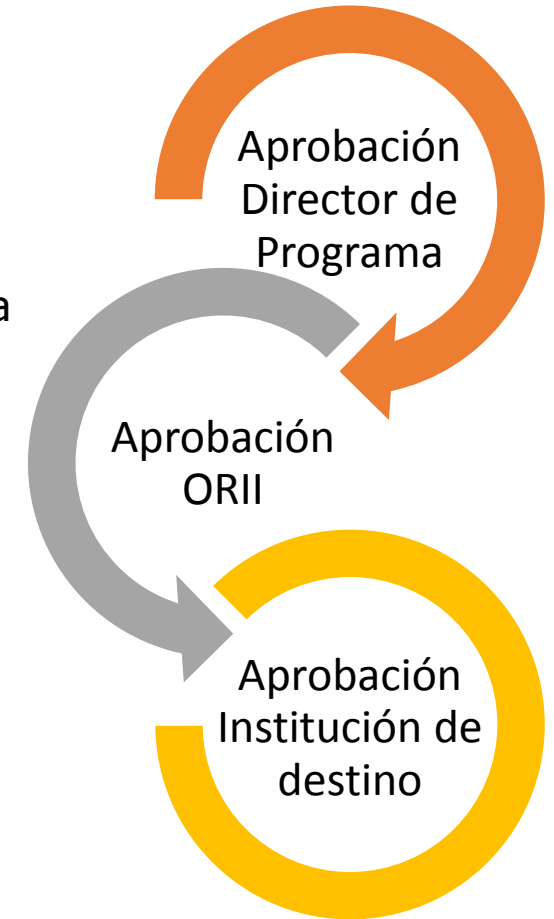 Aprobación
Director de
Programa
a
Aprobación
ORII
Aprobación
Institución de
destino